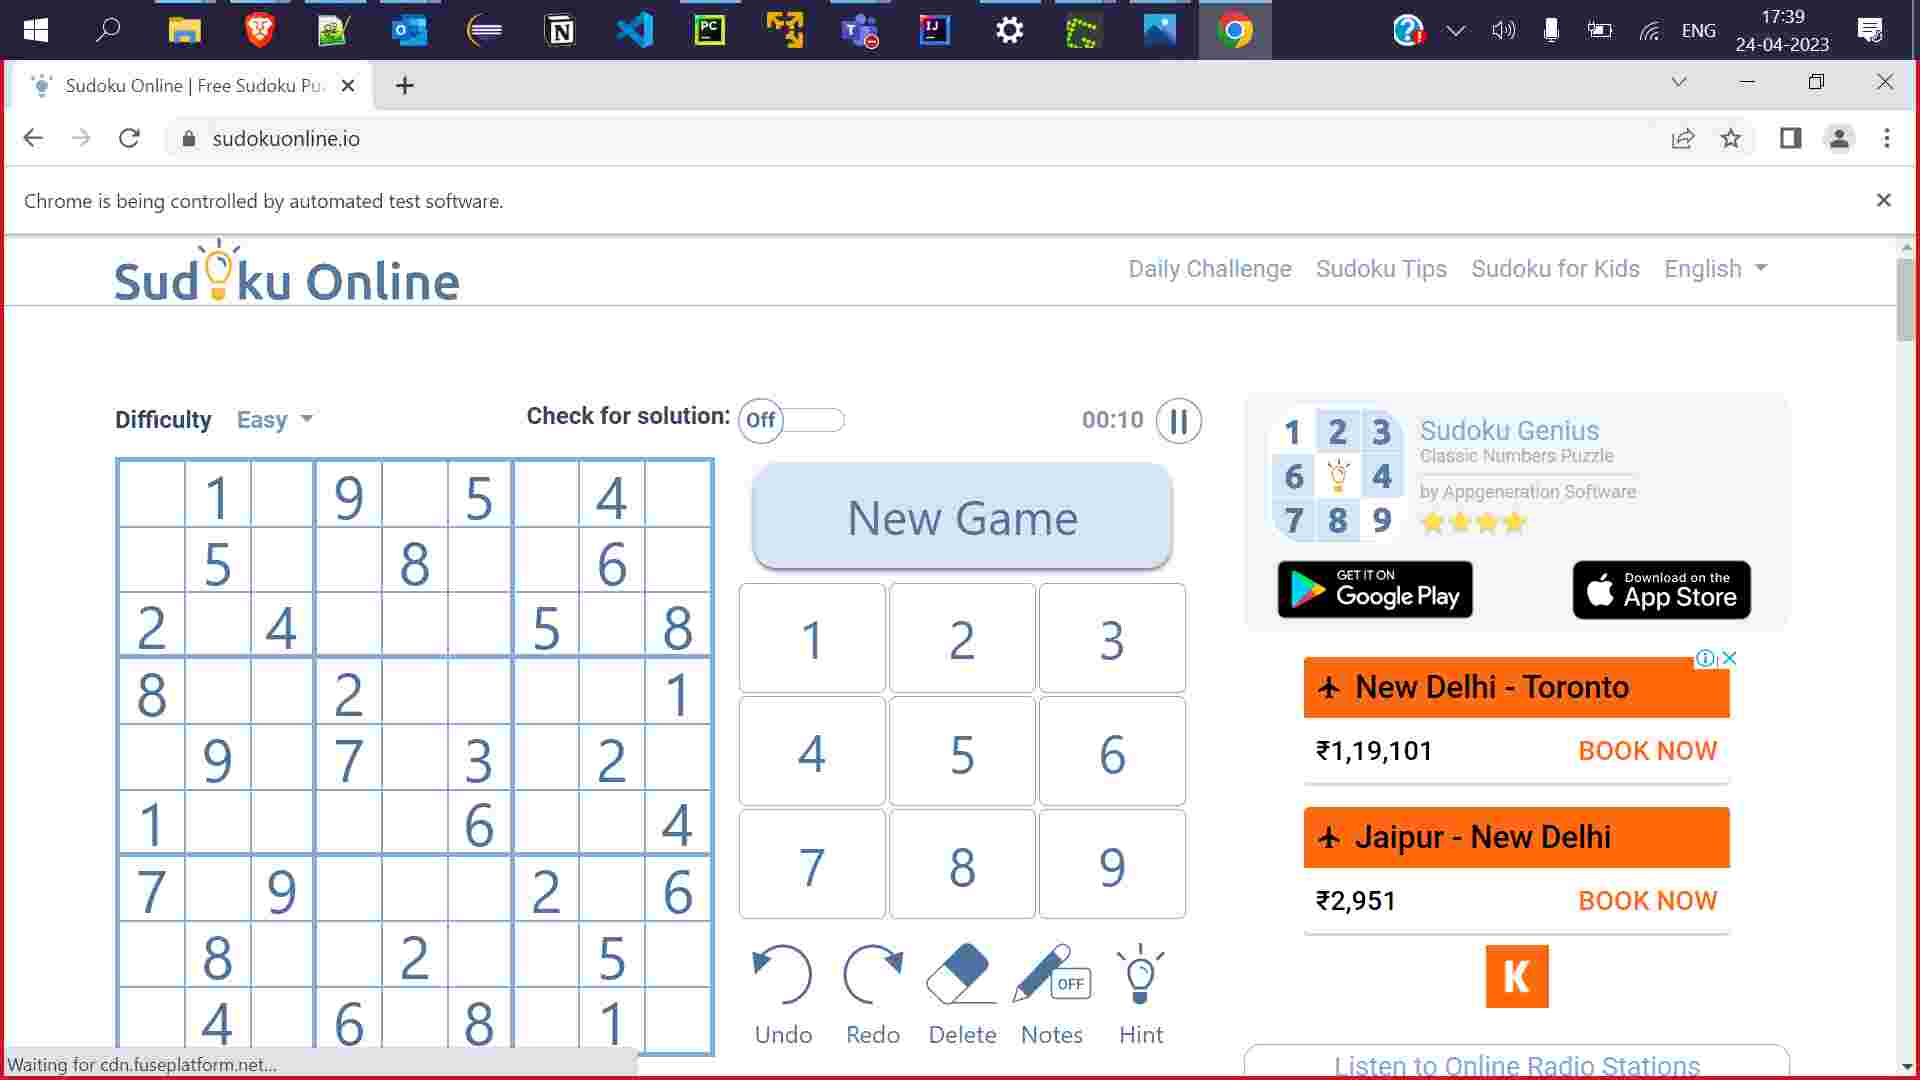 17:39
ENG
24-04-2023
Sudoku Online | Free Sudoku Pu
sudokuonline.io
Chrome is being controlled by automated test software.
Sudoku Online
Daily Challenge Sudoku Tips Sudoku for Kids English
Difficulty Easy Check for solution: Off 00:10
1 9 5 4
5 8 6
2 4 5 8
8 2 1
9 7 3 2
1 6 4
7 9 2 6
8 2 5
4 6 8 1
New Game
1 2 3
4 5 6
7 8 9
OFF
Undo Redo Delete Notes Hint
1 2 3
6 4
7 8 9
Sudoku Genius
Classic Numbers Puzzle
by Appgeneration Software
GET IT ON
Google Play
Download on the
App Store
New Delhi - Toronto
₹1,19,101 BOOK NOW
Jaipur - New Delhi
₹2,951 BOOK NOW
K
Listen to Online Radio Stations
Waiting for cdn.fuseplatform.net...